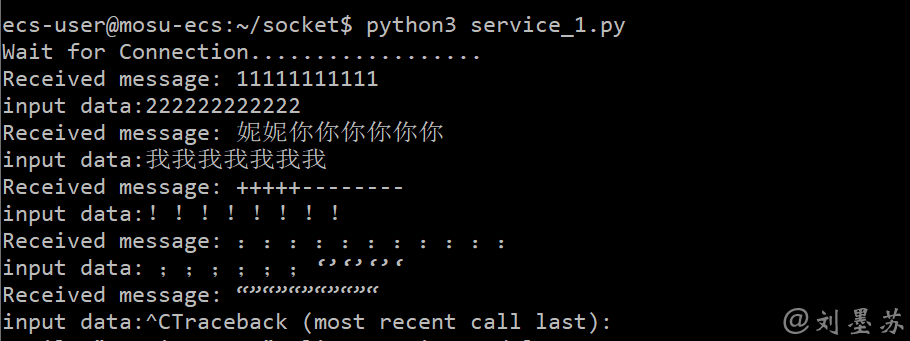 ecs-user@mosu-ecs:~/socket$ python3 service_1.py
Wait for Connection..................
Received message: 11111111111
input data:222222222222
Received message: 妮妮你你你你你你
input data:我我我我我我我
Received message: +++++--------
input data:！！！！！！！！
Received message: ：：：：：：：：：：：
input data:；；；；；；‘’‘’‘’‘
Received message: “”“”“”“”“”“
input data:^CTraceback (most recent call last):
@刘墨苏